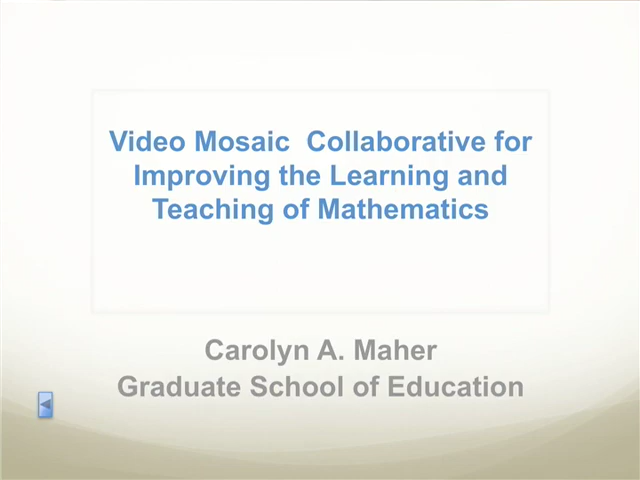 Video Mosaic  Collaborative for
Improving the Learning and
Teaching of Mathematics
Carolyn A. Maher
Graduate School of Education